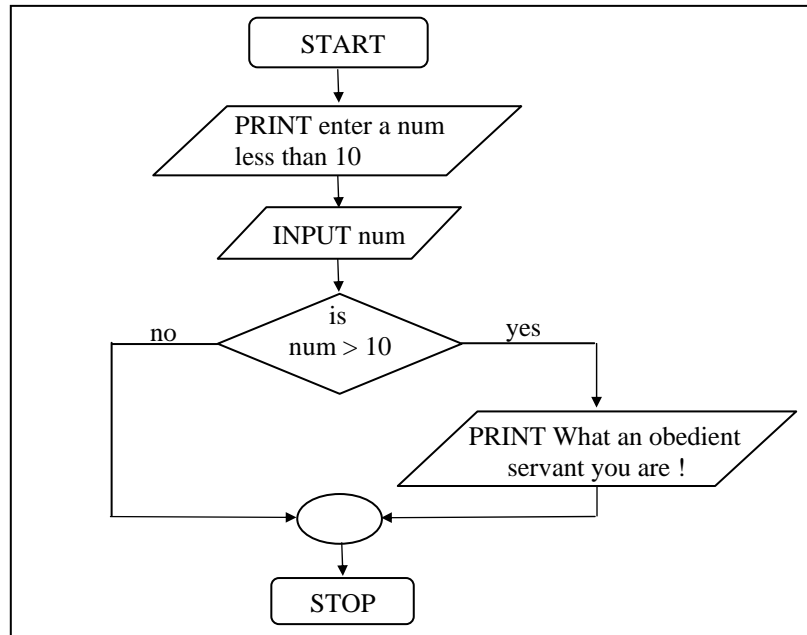 START
PRINT enter a num
less than 10
INPUT num
is
num > 10
no
yes
PRINT What an obedient
servant you are !
STOP